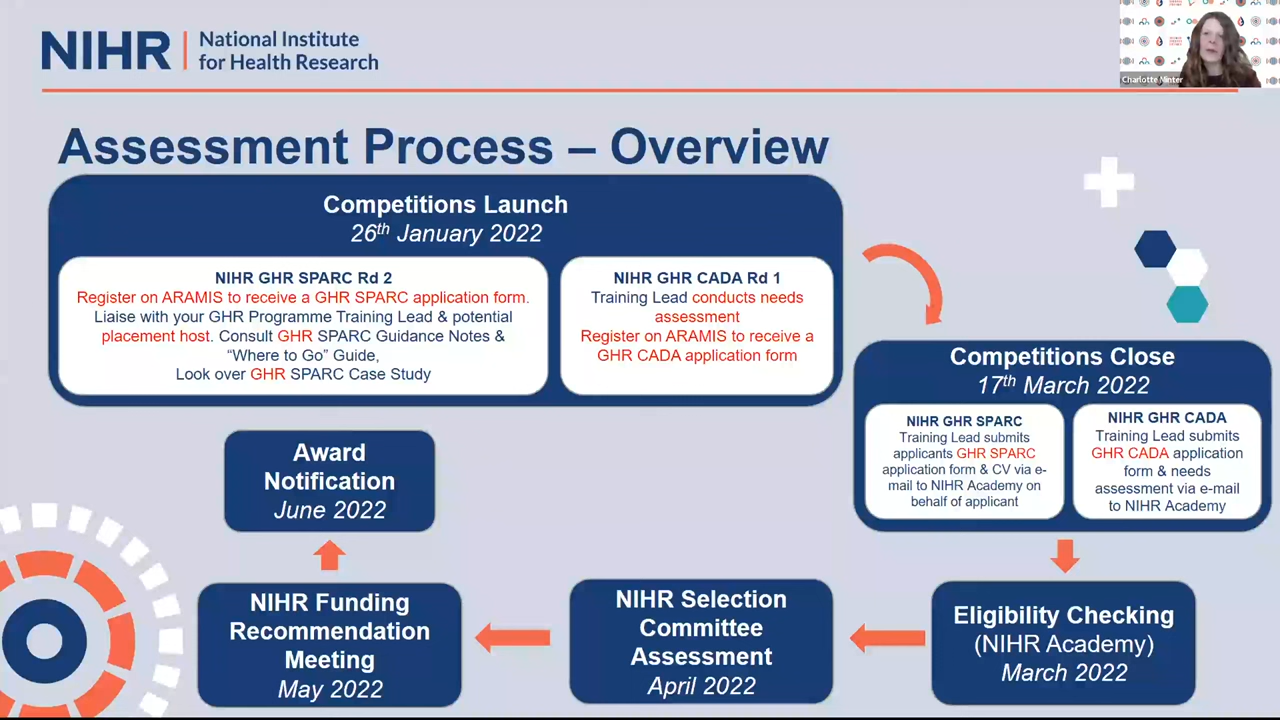 NIHR | National Institute
for Health Research
Charlotte Minter
Assessment Process – Overview
Competitions Launch
26th January 2022
NIHR GHR SPARC Rd 2
Register on ARAMIS to receive a GHR SPARC application form.
Liaise with your GHR Programme Training Lead & potential
placement host. Consult GHR SPARC Guidance Notes &
“Where to Go” Guide,
Look over GHR SPARC Case Study
NIHR GHR CADA Rd 1
Training Lead conducts needs
assessment
Register on ARAMIS to receive a
GHR CADA application form
Competitions Close
17th March 2022
NIHR GHR SPARC
Training Lead submits
applicants GHR SPARC
application form & CV via e-
mail to NIHR Academy on
behalf of applicant
NIHR GHR CADA
Training Lead submits
GHR CADA application
form & needs
assessment via e-mail
to NIHR Academy
Eligibility Checking
(NIHR Academy)
March 2022
NIHR Selection
Committee
Assessment
April 2022
NIHR Funding
Recommendation
Meeting
May 2022
Award
Notification
June 2022